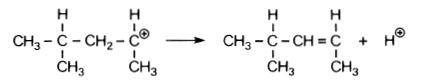 H H H H
CH₃ – C – CH₂ – C⊕ ⟶ CH₃ – C – CH = C + H⊕
CH₃ CH₃ CH₃ CH₃